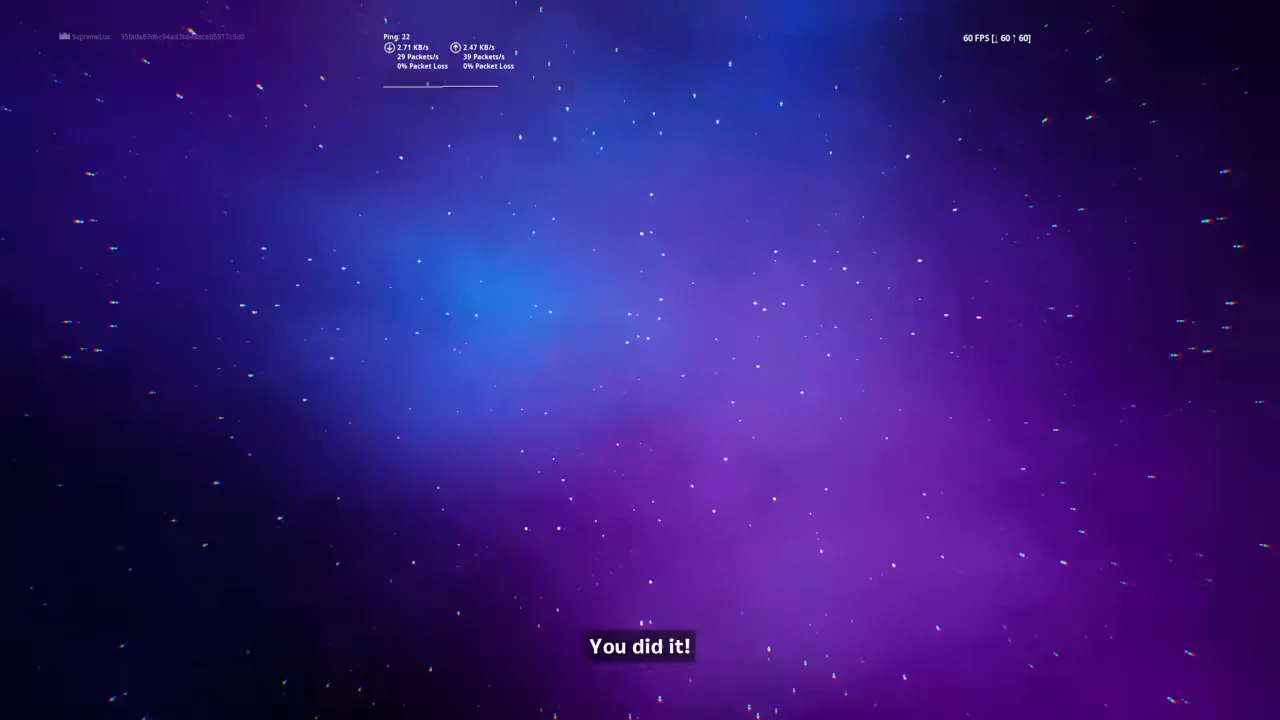 SupremeLux
Ping: 22
2.71 KB/s 2.47 KB/s
29 Packets/s 39 Packets/s
0% Packet Loss 0% Packet Loss
60 FPS [↓ 60 ↑ 60]
You did it!